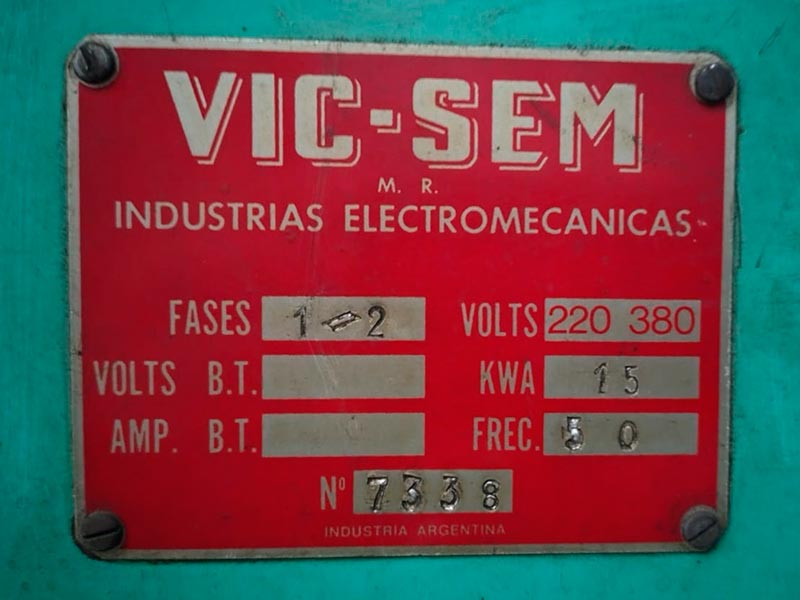 VIC-SEM
M. R.
INDUSTRIAS ELECTROMECANICAS
FASES 1-2 VOLTS 220 380
VOLTS B.T. KWA 15
AMP. B.T. FREC. 50
Nº 7338
INDUSTRIA ARGENTINA